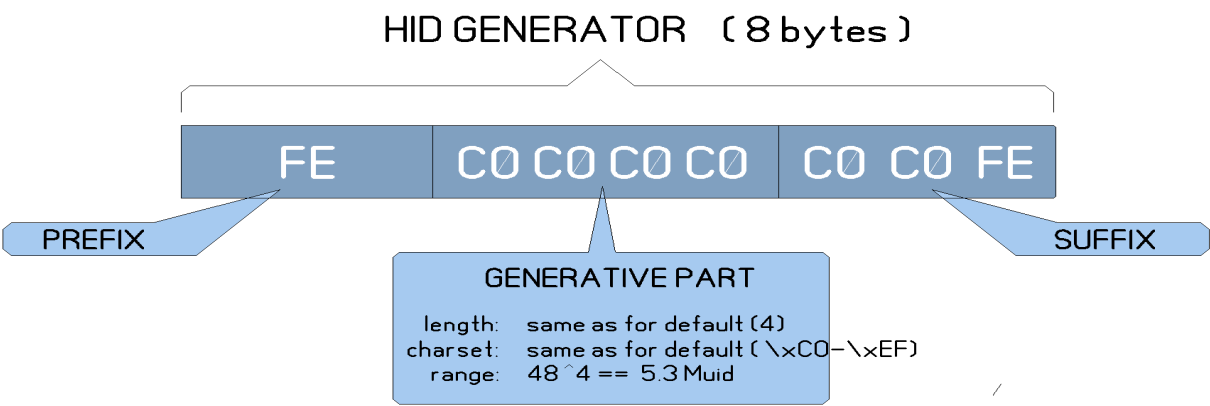 HID GENERATOR (8 bytes)
FE C0 C0 C0 C0 C0 C0 FE
PREFIX
SUFFIX
GENERATIVE PART
length: same as for default (4)
charset: same as for default (\xC0-\xEF)
range: 48^4 == 5.3 Muid